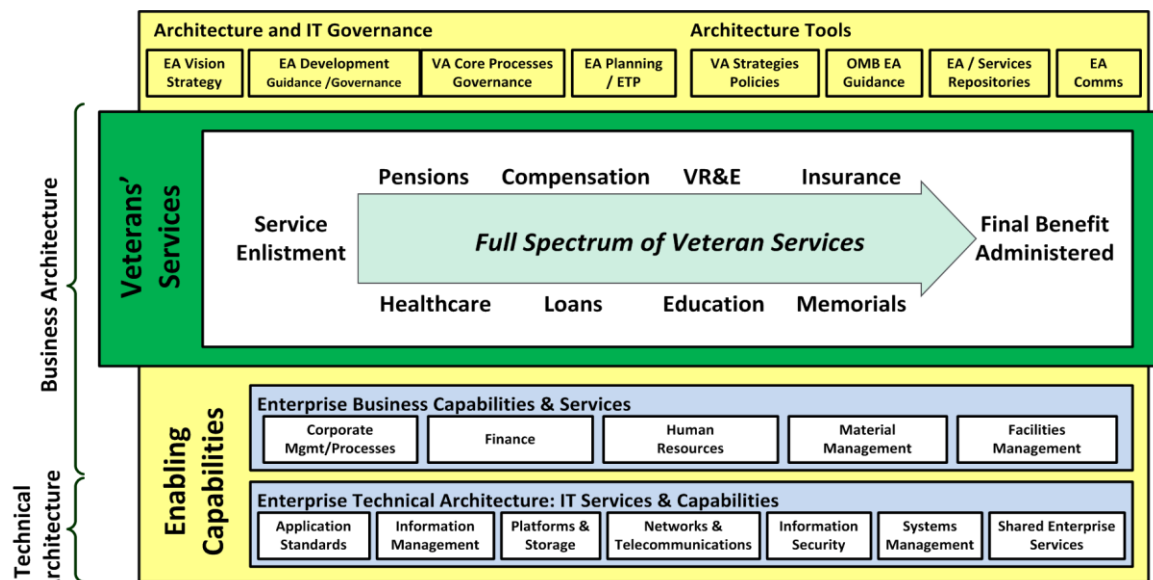 Architecture and IT Governance
Architecture Tools
EA Vision
Strategy
EA Development
Guidance /Governance
VA Core Processes
Governance
EA Planning
/ ETP
VA Strategies
Policies
OMB EA
Guidance
EA / Services
Repositories
EA
Comms
Business Architecture
Veterans'
Services
Pensions
Compensation
VR&E
Insurance
Service
Enlistment
Full Spectrum of Veteran Services
Final Benefit
Administered
Healthcare
Loans
Education
Memorials
Enabling
Capabilities
Enterprise Business Capabilities & Services
Corporate
Mgmt/Processes
Finance
Human
Resources
Material
Management
Facilities
Management
Technical
Enterprise Technical Architecture: IT Services & Capabilities
Application
Standards
Information
Management
Platforms &
Storage
Networks &
Telecommunications
Information
Security
Systems
Management
Shared Enterprise
Services